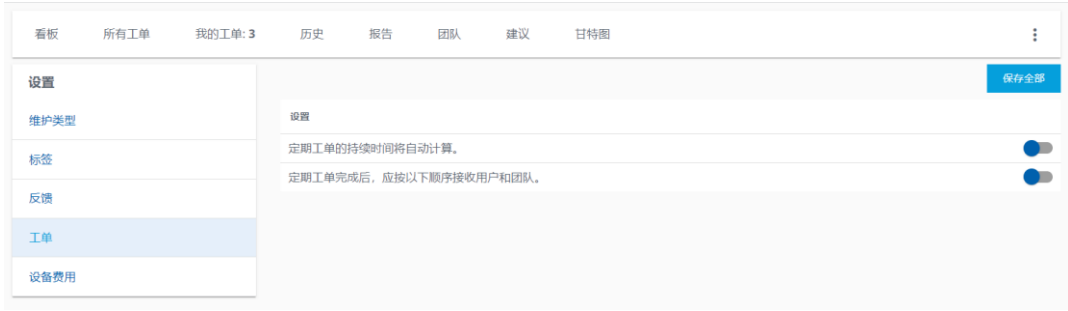 看板 所有工单 我的工单: 3 历史 报告 团队 建议 甘特图
设置
保存全部
维护类型
标签
反馈
工单
设备费用
设置
定期工单的持续时间将自动计算。
定期工单完成后，应按以下顺序接收用户和团队。